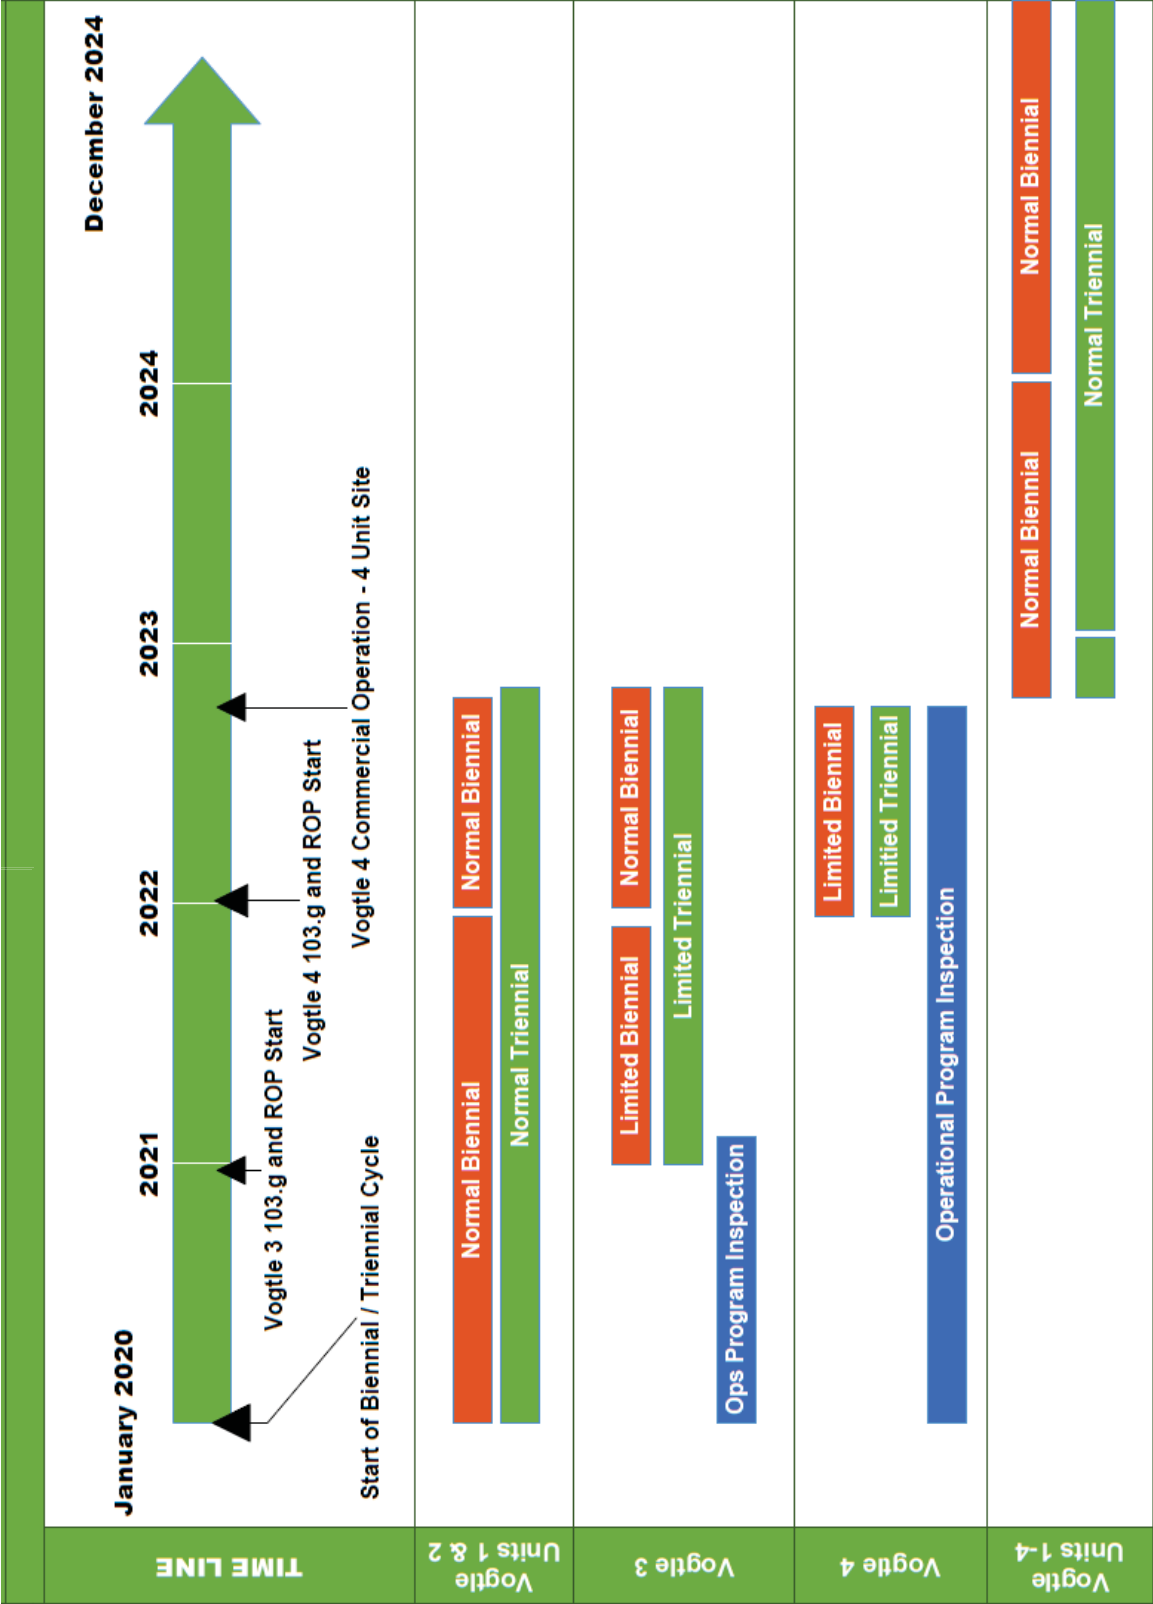 TIME LINE
January 2020
2021
2022
2023
2024
December 2024
Vogtle 3 103.g and ROP Start
Vogtle 4 103.g and ROP Start
Start of Biennial / Triennial Cycle
Vogtle 4 Commercial Operation - 4 Unit Site
Vogtle
Units 1 & 2
Normal Biennial
Normal Biennial
Normal Triennial
Vogtle 3
Limited Biennial
Normal Biennial
Limited Triennial
Ops Program Inspection
Vogtle 4
Limited Biennial
Limitied Triennial
Operational Program Inspection
Vogtle
Units 1-4
Normal Biennial
Normal Biennial
Normal Triennial